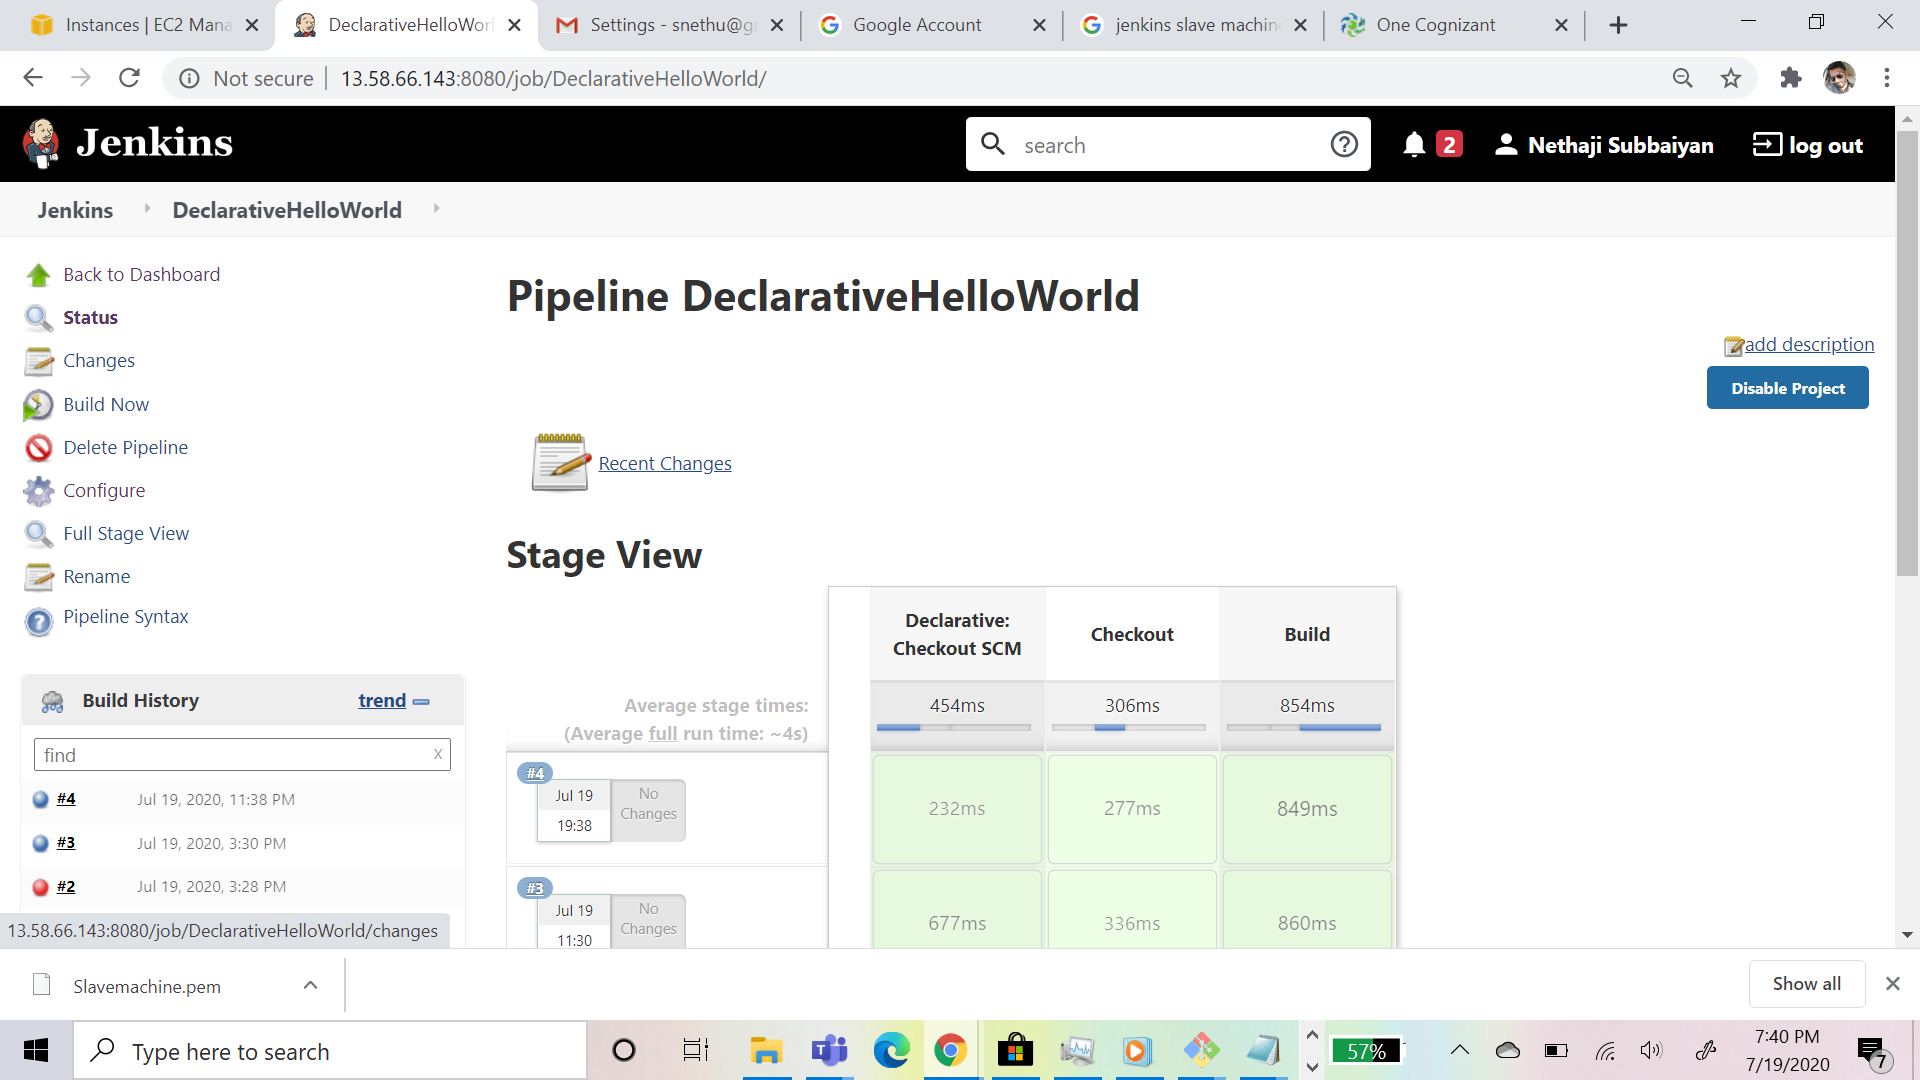 Instances | EC2 Mana
DeclarativeHelloWorl
Settings - snethu@g
Google Account
jenkins slave machin
One Cognizant
Not secure
13.58.66.143:8080/job/DeclarativeHelloWorld/
Jenkins
search
2
Nethaji Subbaiyan
log out
Jenkins
DeclarativeHelloWorld
Back to Dashboard
Status
Changes
Build Now
Delete Pipeline
Configure
Full Stage View
Rename
Pipeline Syntax
Pipeline DeclarativeHelloWorld
add description
Disable Project
Recent Changes
Stage View
Declarative:
Checkout SCM
Checkout
Build
Average stage times:
(Average full run time: ~4s)
454ms
306ms
854ms
#4
Jul 19
19:38
No
Changes
232ms
277ms
849ms
#3
Jul 19
11:30
No
Changes
677ms
336ms
860ms
Build History
trend
find
x
#4 Jul 19, 2020, 11:38 PM
#3 Jul 19, 2020, 3:30 PM
#2 Jul 19, 2020, 3:28 PM
13.58.66.143:8080/job/DeclarativeHelloWorld/changes
Slavemachine.pem
Show all
Type here to search
57%
7:40 PM
7/19/2020
7